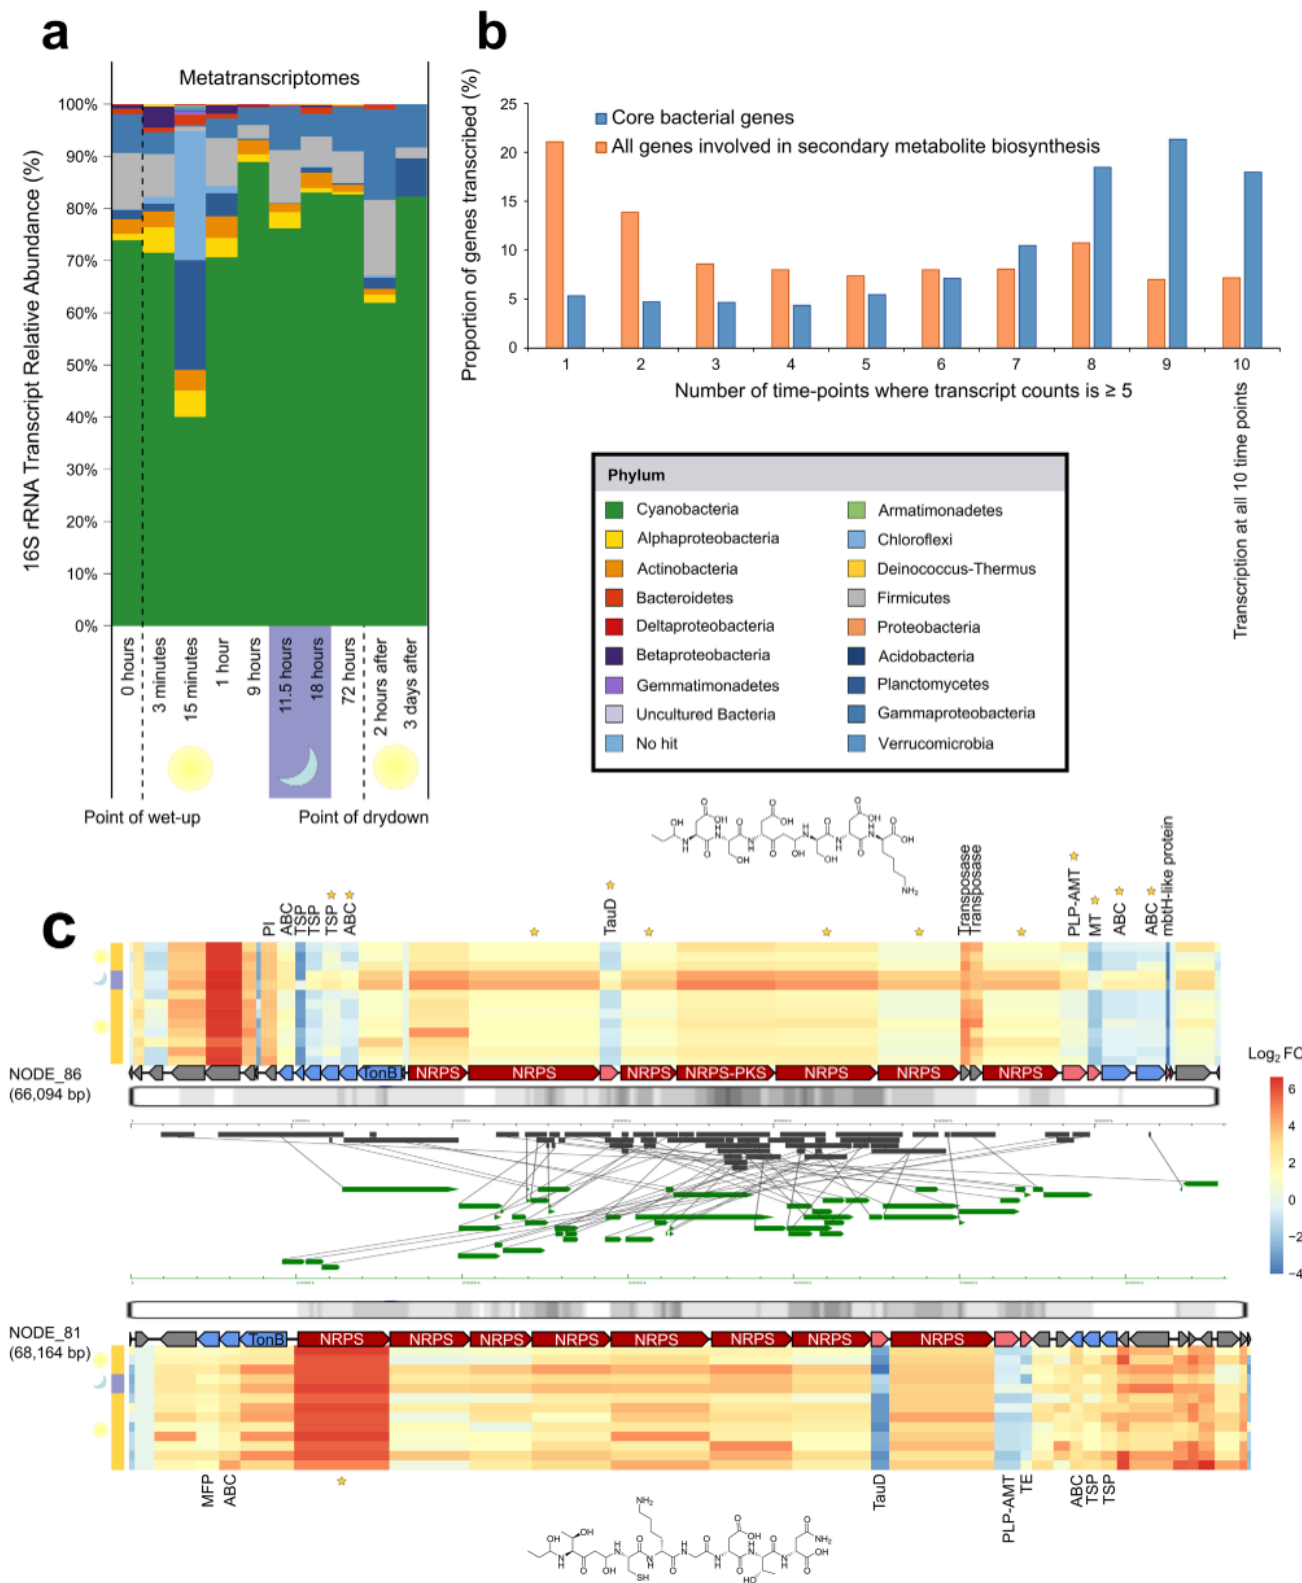 a
Metatranscriptomes
16S rRNA Transcript Relative Abundance (%)
100%
90%
80%
70%
60%
50%
40%
30%
20%
10%
0%
0 hours
3 minutes
15 minutes
1 hour
9 hours
11.5 hours
18 hours
72 hours
2 hours after
3 days after
Point of wet-up
Point of drydown
b
Proportion of genes transcribed (%)
25
20
15
10
5
0
Core bacterial genes
All genes involved in secondary metabolite biosynthesis
1 2 3 4 5 6 7 8 9 10
Number of time-points where transcript counts is ≥ 5
Transcription at all 10 time points
Phylum
Cyanobacteria
Alphaproteobacteria
Actinobacteria
Bacteroidetes
Deltaproteobacteria
Betaproteobacteria
Gemmatimonadetes
Uncultured Bacteria
No hit
Armatimonadetes
Chloroflexi
Deinococcus-Thermus
Firmicutes
Proteobacteria
Acidobacteria
Planctomycetes
Gammaproteobacteria
Verrucomicrobia
c
PI
ABC
TSP
TSP
TSP
ABC
TauD
Transposase
Transposase
PLP-AMT
MT
ABC
ABC
mbtH-like protein
NODE_86
(66,094 bp)
TonB NRPS NRPS NRPS NRPS-PKS NRPS NRPS NRPS
Log2 FC
6
4
2
0
−2
−4
NODE_81
(68,164 bp)
TonB NRPS NRPS NRPS NRPS NRPS NRPS NRPS NRPS
MFP
ABC
TauD
PLP-AMT
TE
ABC
TSP
TSP